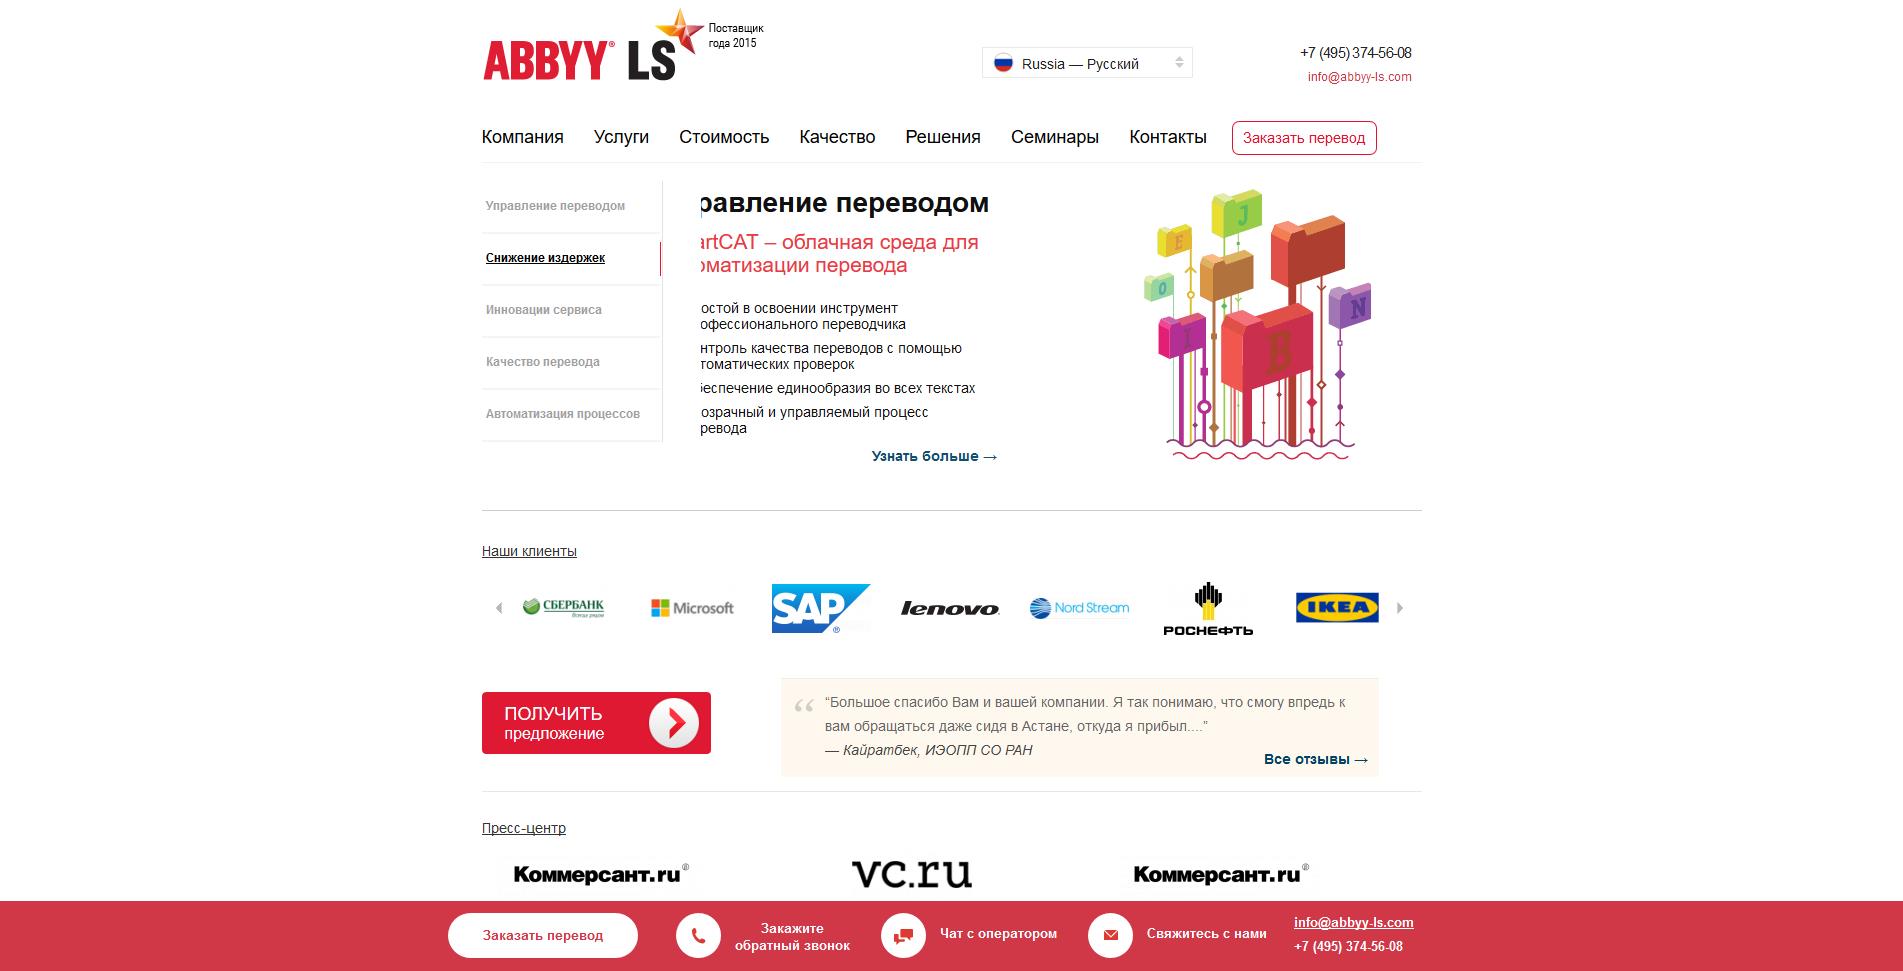 ABBYY® LS
Поставщик
года 2015
Russia — Русский
+7 (495) 374-56-08
info@abbyy-ls.com
Компания Услуги Стоимость Качество Решения Семинары Контакты Заказать перевод
Управление переводом
Снижение издержек
Инновации сервиса
Качество перевода
Автоматизация процессов
равление переводом
artCAT – облачная среда для
оматизации перевода
остой в освоении инструмент
офессионального переводчика
нтроль качества переводов с помощью
томатических проверок
еспечение единообразия во всех текстах
озрачный и управляемый процесс
ревода
Узнать больше →
J
E
O
I
B
N
Наши клиенты
СБЕРБАНК
Всегда рядом
Microsoft
SAP®
lenovo
Nord Stream
РОСНЕФТЬ
IKEA
ПОЛУЧИТЬ
предложение
“Большое спасибо Вам и вашей компании. Я так понимаю, что смогу впредь к
вам обращаться даже сидя в Астане, откуда я прибыл....”
— Кайратбек, ИЭОПП СО РАН
Все отзывы →
Пресс-центр
Коммерсант.ru® vc.ru Коммерсант.ru®
Заказать перевод
Закажите
обратный звонок
Чат с оператором
Свяжитесь с нами
info@abbyy-ls.com
+7 (495) 374-56-08